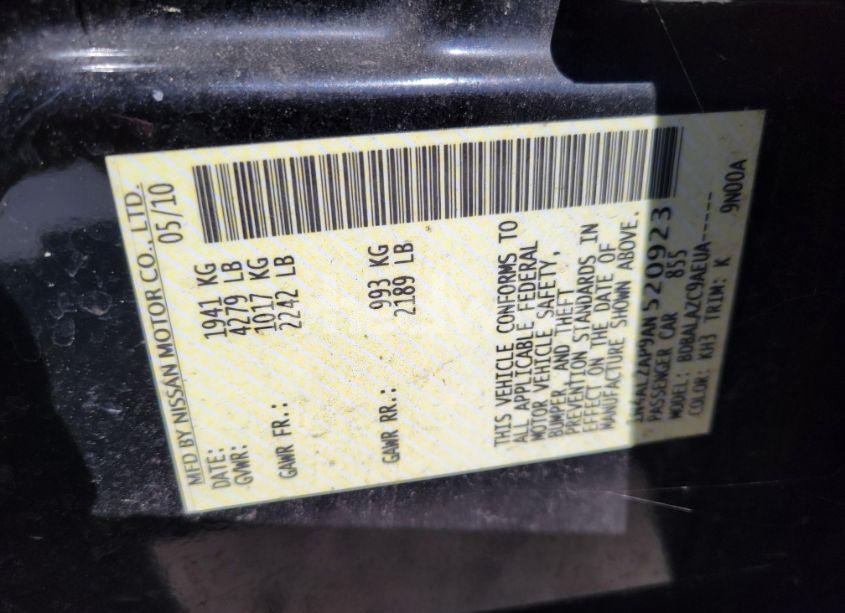 MFD BY NISSAN MOTOR CO., LTD.
DATE: 05/10
GVWR: 1941 KG
4279 LB
GAWR FR.: 1017 KG
2242 LB
GAWR RR.: 993 KG
2189 LB
THIS VEHICLE CONFORMS TO
ALL APPLICABLE FEDERAL
MOTOR VEHICLE SAFETY,
BUMPER, AND THEFT
PREVENTION STANDARDS IN
EFFECT ON THE DATE OF
MANUFACTURE SHOWN ABOVE.
1N4AL2AP9AN520923
PASSENGER CAR 855
MODEL: BDBALAZC9AEUA-----
COLOR: KH3 TRIM: K 9N00A